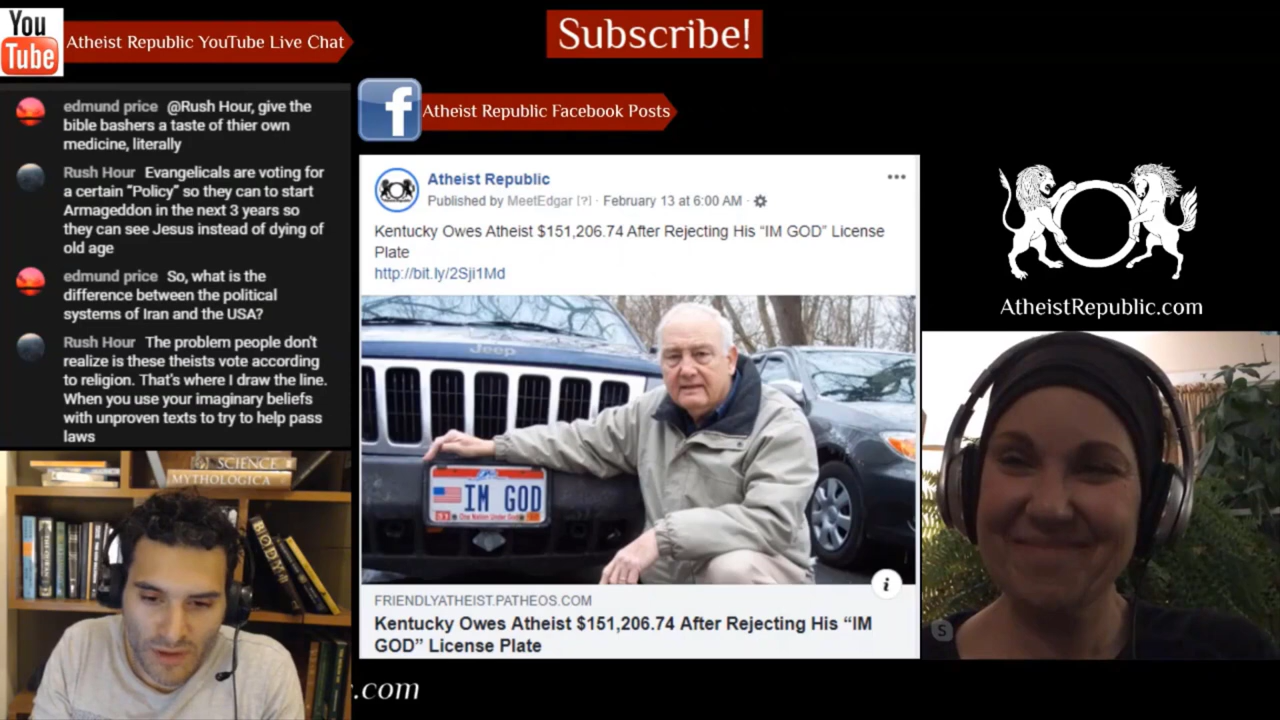 You
Tube
Atheist Republic YouTube Live Chat
Subscribe!
edmund price @Rush Hour, give the
bible bashers a taste of thier own
medicine, literally
Rush Hour Evangelicals are voting for
a certain "Policy" so they can to start
Armageddon in the next 3 years so
they can see Jesus instead of dying of
old age
edmund price So, what is the
difference between the political
systems of Iran and the USA?
Rush Hour The problem people don't
realize is these theists vote according
to religion. That's where I draw the line.
When you use your imaginary beliefs
with unproven texts to try to help pass
laws
f
Atheist Republic Facebook Posts
Atheist Republic
Published by MeetEdgar [?] · February 13 at 6:00 AM ·
Kentucky Owes Atheist $151,206.74 After Rejecting His “IM GOD” License
Plate
http://bit.ly/2Sji1Md
Jeep
IM GOD
One Nation Under God
i
FRIENDLYATHEIST.PATHEOS.COM
Kentucky Owes Atheist $151,206.74 After Rejecting His “IM
GOD” License Plate
AtheistRepublic.com
SCIENCE
MYTHOLOGICA
BODY
S
.com